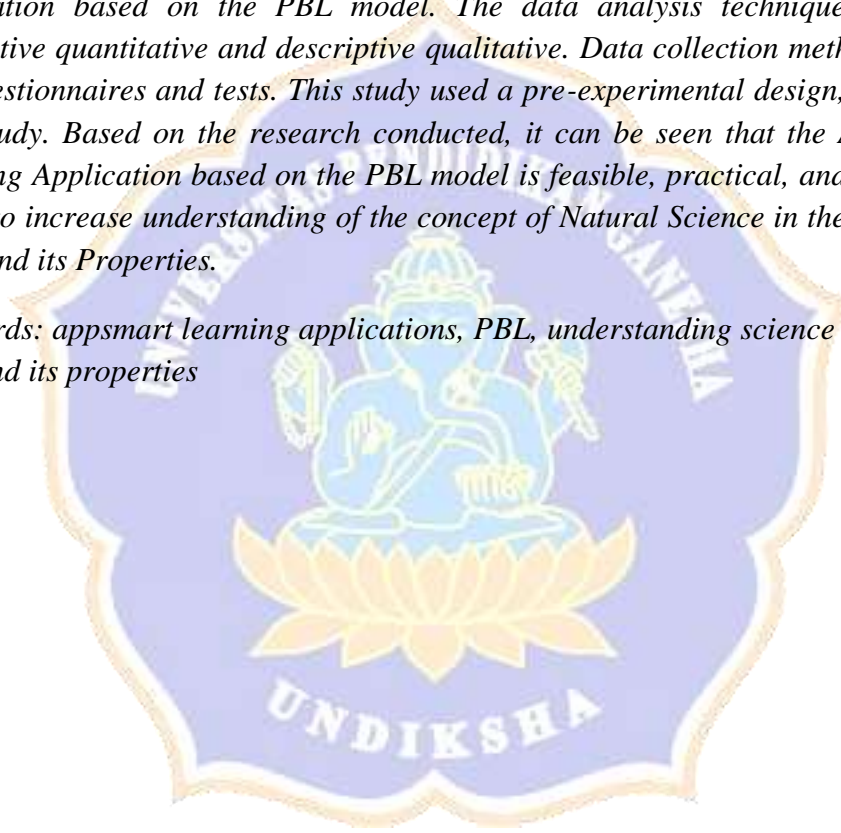 ation based on the PBL model. The data analysis technique
tive quantitative and descriptive qualitative. Data collection meth
estionnaires and tests. This study used a pre-experimental design,
udy. Based on the research conducted, it can be seen that the
ng Application based on the PBL model is feasible, practical, and
o increase understanding of the concept of Natural Science in the
nd its Properties.
rds: appsmart learning applications, PBL, understanding science
nd its properties
UNIVERSITAS PENDIDIKAN GANESHA
UNDIKSHA